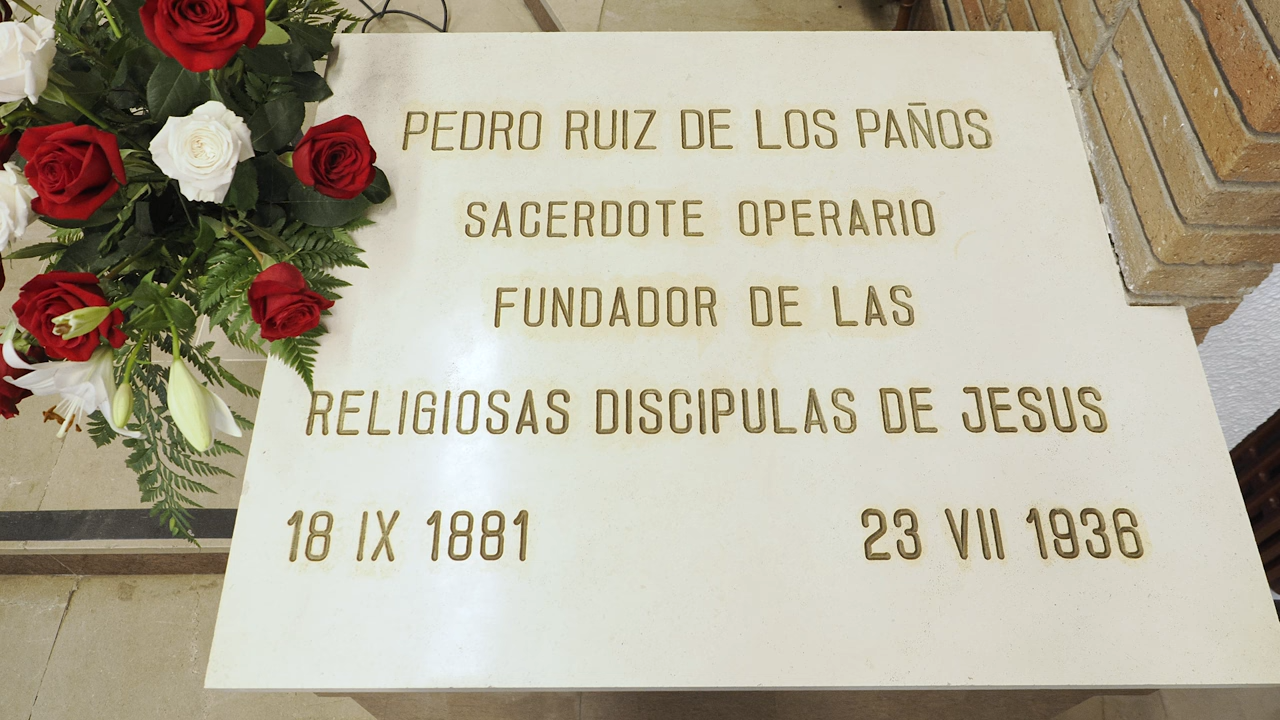 PEDRO RUIZ DE LOS PAÑOS
SACERDOTE OPERARIO
FUNDADOR DE LAS
RELIGIOSAS DISCIPULAS DE JESUS
18 IX 1881 23 VII 1936